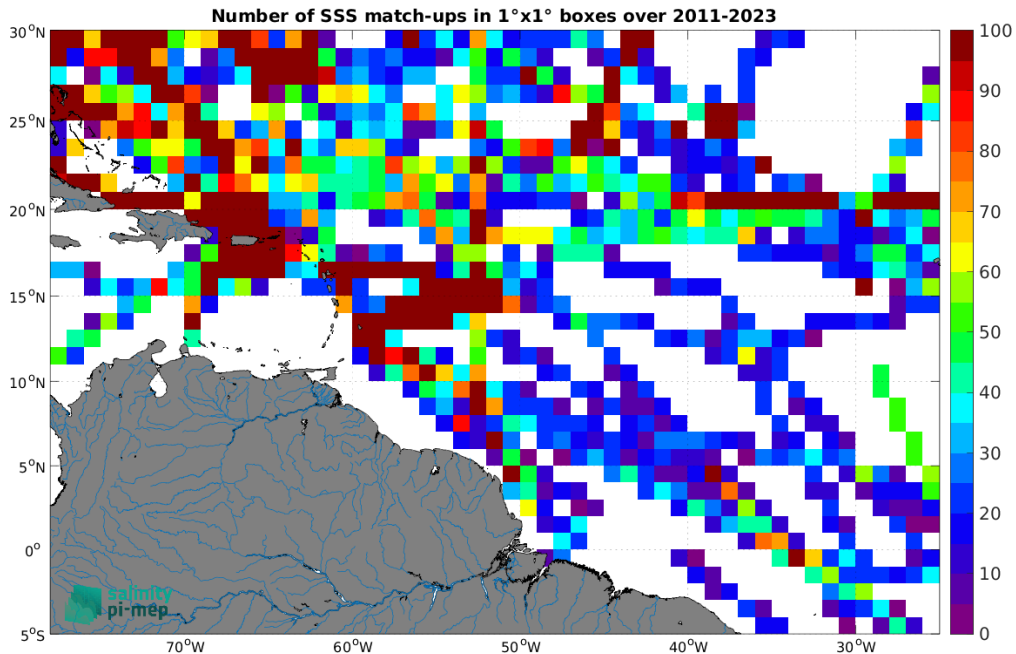 Number of SSS match-ups in 1°x1° boxes over 2011-2023
30°N
25°N
20°N
15°N
10°N
5°N
0°
5°S
70°W
60°W
50°W
40°W
30°W
100
90
80
70
60
50
40
30
20
10
0
salinity
pi-mep